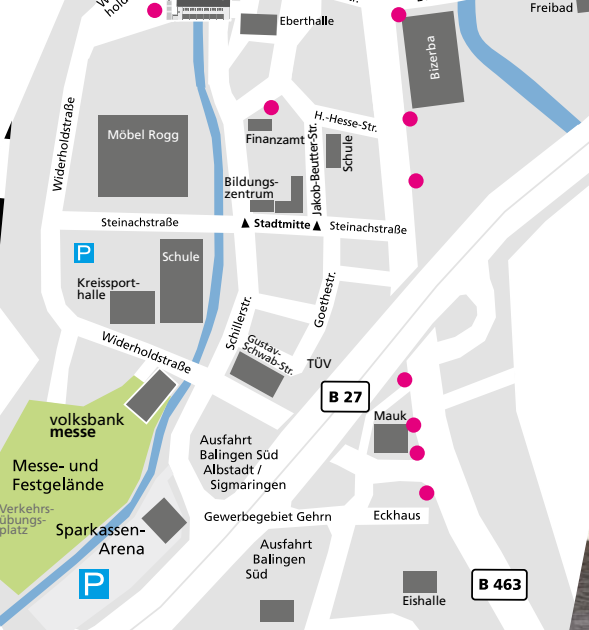 Eberthalle
Freibad
Bizerba
Widerholdstraße
Möbel Rogg
H.-Hesse-Str.
Finanzamt
Jakob-Beutter-Str.
Schule
Bildungs-
zentrum
Steinachstraße
Stadtmitte
Steinachstraße
P
Schule
Kreissport-
halle
Schillerstr.
Goethestr.
Widerholdstraße
Gustav-
Schwab-Str.
TÜV
B 27
volksbank
messe
Mauk
Ausfahrt
Balingen Süd
Albstadt /
Sigmaringen
Messe- und
Festgelände
Verkehrs-
übungs-
platz
Sparkassen-
Arena
Gewerbegebiet Gehrn
Eckhaus
Ausfahrt
Balingen
Süd
P
B 463
Eishalle